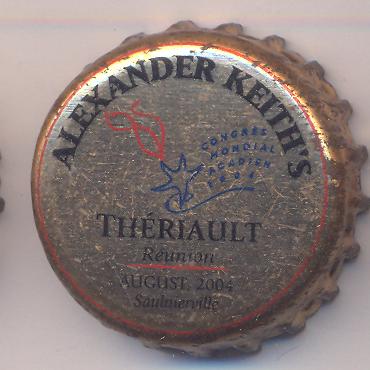 ALEXANDER KEITH'S
CONGRÈS
MONDIAL
ACADIEN
2004
THÉRIAULT
Réunion
AUGUST, 2004
Saulnierville